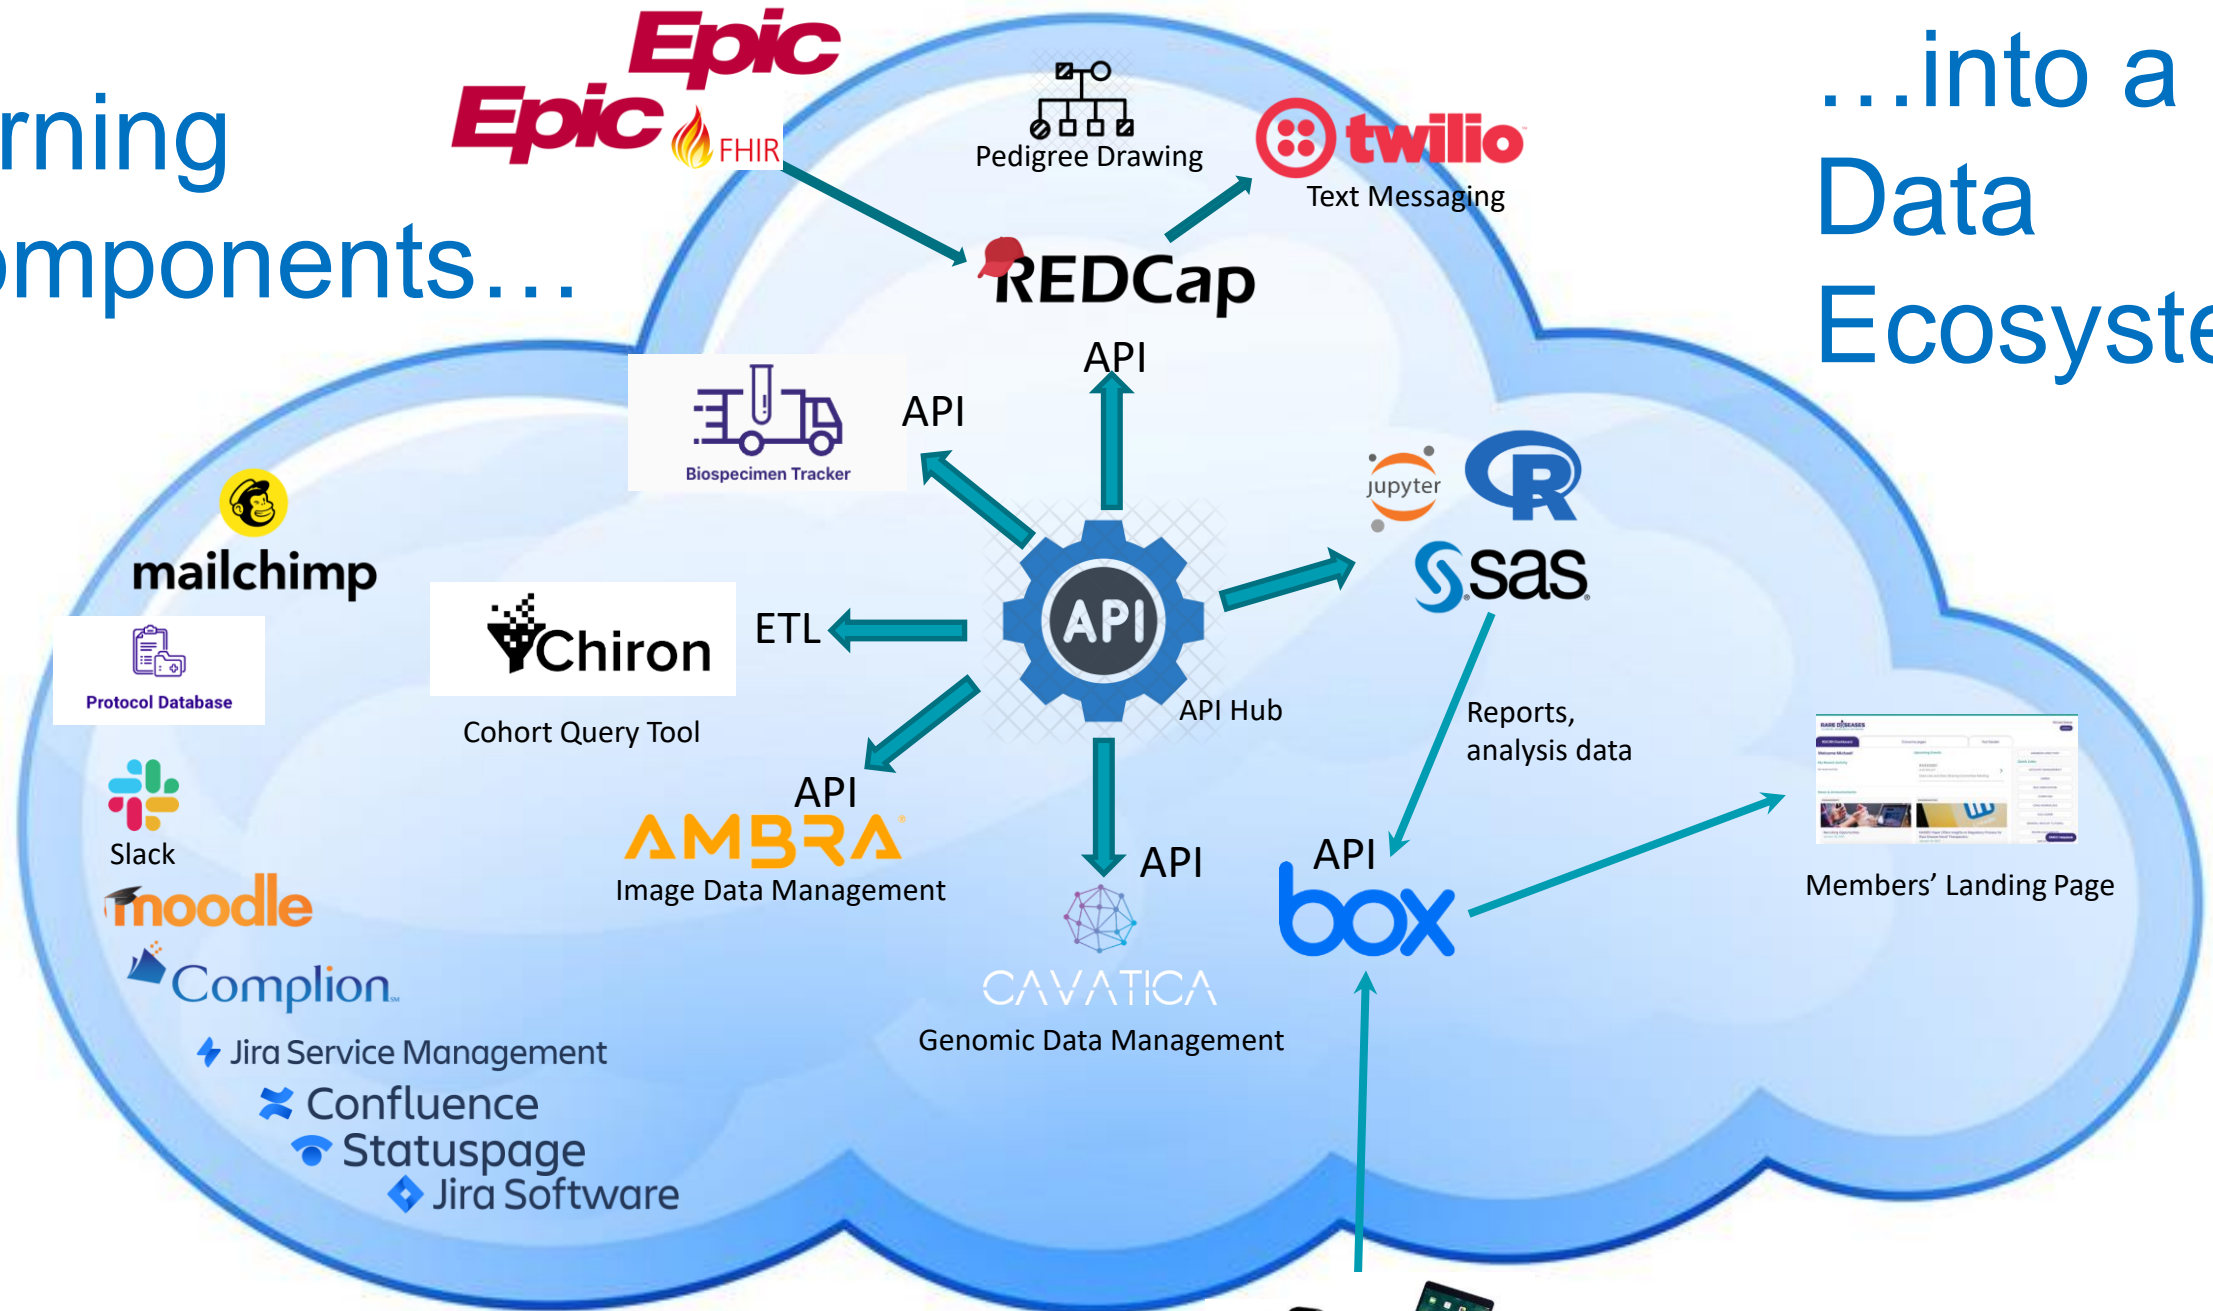 rning
omponents…
Epic
Epic
FHIR
Pedigree Drawing
twilio
Text Messaging
…into a
Data
Ecosyste
REDCap
API
API
Biospecimen Tracker
jupyter
R
sas
mailchimp
Protocol Database
Chiron
ETL
Cohort Query Tool
API
API Hub
Reports,
analysis data
RARE DISEASES
Members' Landing Page
Slack
moodle
Complion
API
AMBRA
Image Data Management
API
CAVATICA
Genomic Data Management
API
box
Jira Service Management
Confluence
Statuspage
Jira Software